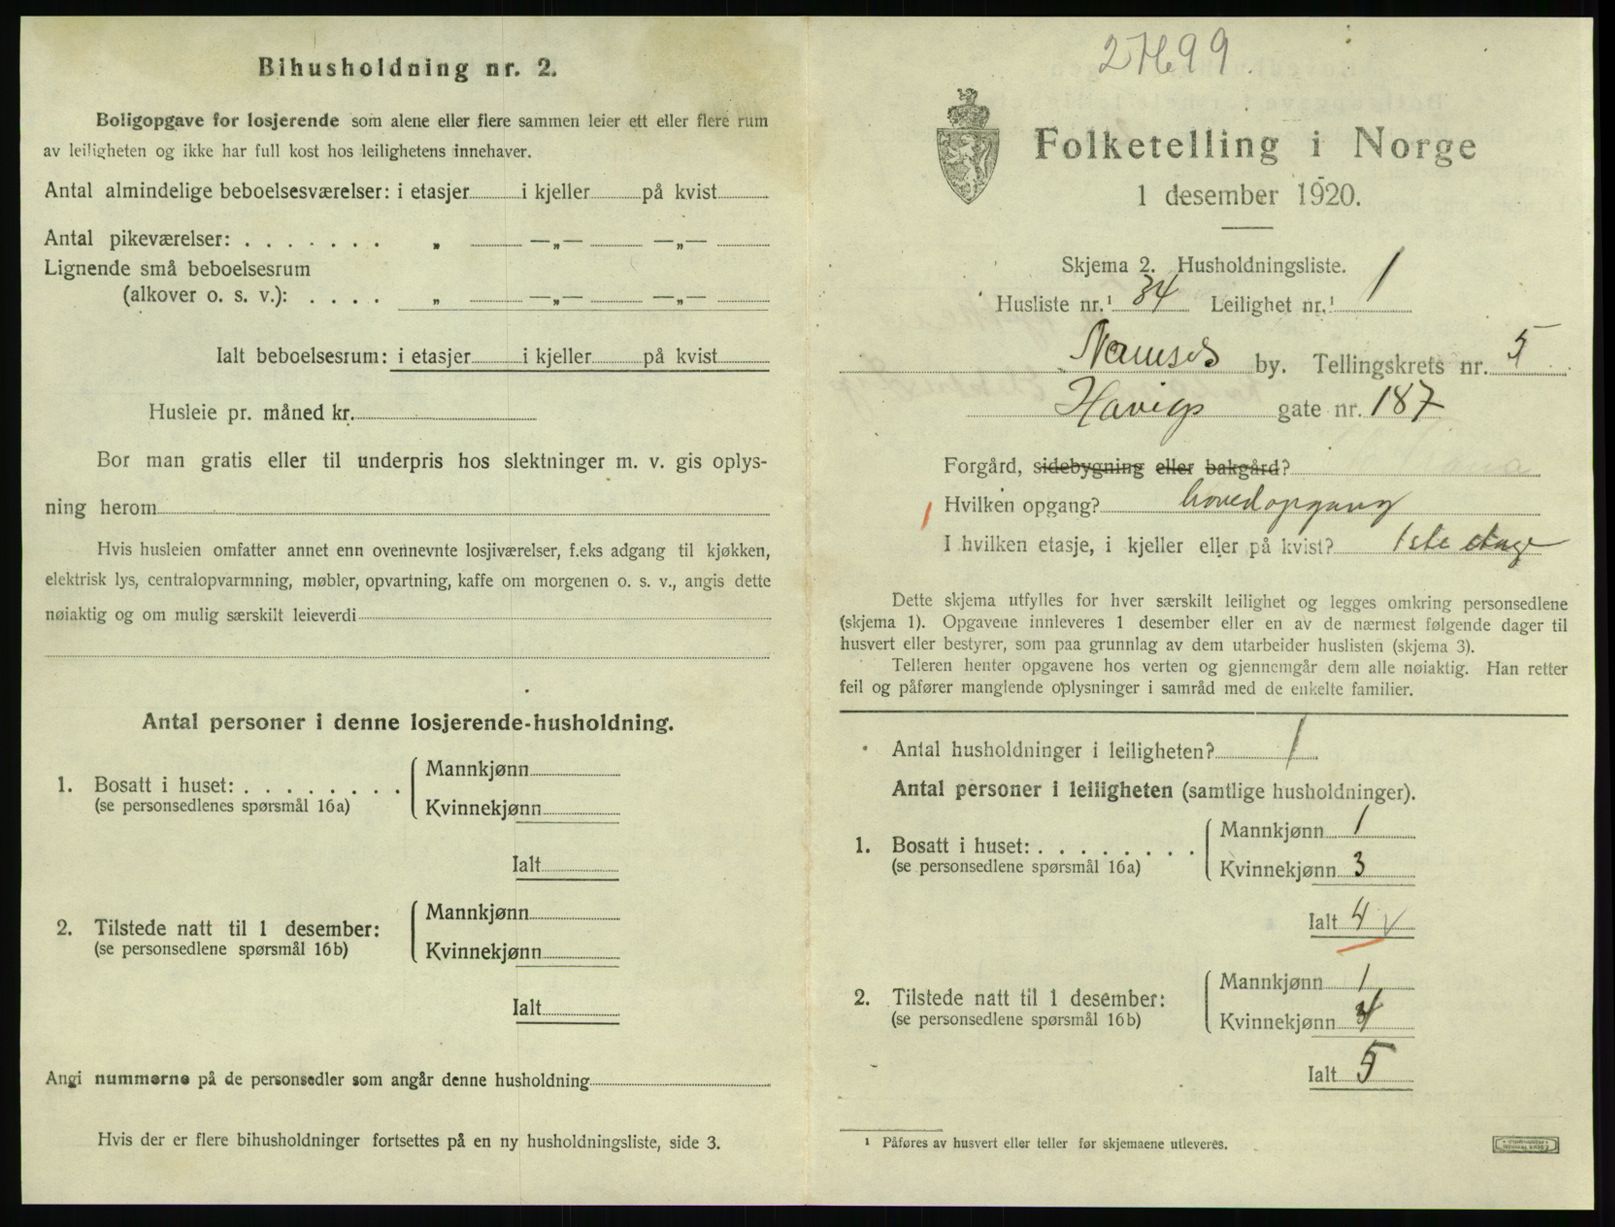 Bihusholdning nr. 2.
Boligopgave for losjerende som alene eller flere sammen leier ett eller flere rum
av leiligheten og ikke har full kost hos leilighetens innehaver.
Antal almindelige beboelsesværelser: i etasjer i kjeller på kvist
Antal pikeværelser: . . . . . . . „ —„— —„—
Lignende små beboelsesrum
(alkover o. s. v.): . . . . „ —„— —„—
Ialt beboelsesrum: i etasjer i kjeller på kvist
Husleie pr. måned kr.
Bor man gratis eller til underpris hos slektninger m. v. gis oplys-
ning herom
Hvis husleien omfatter annet enn ovennevnte losjiværelser, f.eks adgang til kjøkken,
elektrisk lys, centralopvarmning, møbler, opvartning, kaffe om morgenen o. s. v., angis dette
nøiaktig og om mulig særskilt leieverdi
Antal personer i denne losjerende-husholdning.
1. Bosatt i huset: . . . . . . . . Mannkjønn
(se personsedlenes spørsmål 16a) Kvinnekjønn
Ialt
2. Tilstede natt til 1 desember: Mannkjønn
(se personsedlene spørsmål 16b) Kvinnekjønn
Ialt
Angi nummerne på de personsedler som angår denne husholdning
Hvis der er flere bihusholdninger fortsettes på en ny husholdningsliste, side 3.
Folketelling i Norge
1 desember 1920.
Skjema 2. Husholdningsliste.
Husliste nr.¹ 34 Leilighet nr.¹ 1
Namsos by. Tellingskrets nr. 5
Havigs gate nr. 187
Forgård, sidebygning eller bakgård?
Hvilken opgang? hovedopgang
I hvilken etasje, i kjeller eller på kvist? 1ste etage
Dette skjema utfylles for hver særskilt leilighet og legges omkring personsedlene
(skjema 1). Opgavene innleveres 1 desember eller en av de nærmest følgende dager til
husvert eller bestyrer, som paa grunnlag av dem utarbeider huslisten (skjema 3).
Telleren henter opgavene hos verten og gjennemgår dem alle nøiaktig. Han retter
feil og påfører manglende oplysninger i samråd med de enkelte familier.
Antal husholdninger i leiligheten? 1
Antal personer i leiligheten (samtlige husholdninger).
1. Bosatt i huset: . . . . . . . . Mannkjønn 1
(se personsedlene spørsmål 16a) Kvinnekjønn 3
Ialt 4
2. Tilstede natt til 1 desember: Mannkjønn 1
(se personsedlene spørsmål 16b) Kvinnekjønn 4
Ialt 5
¹ Påføres av husvert eller teller før skjemaene utleveres.